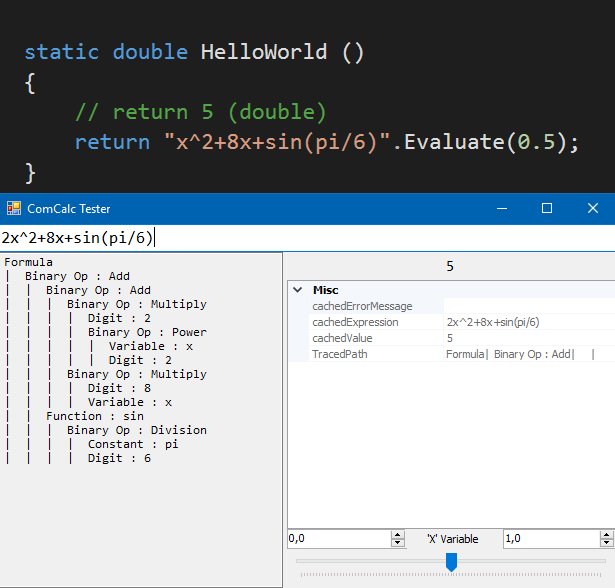 static double HelloWorld ()
{
// return 5 (double)
return "x^2+8x+sin(pi/6)".Evaluate(0.5);
}
ComCalc Tester
2x^2+8x+sin(pi/6)
Formula
| Binary Op : Add
| | Binary Op : Add
| | | Binary Op : Multiply
| | | | Digit : 2
| | | | Binary Op : Power
| | | | | Variable : x
| | | | | Digit : 2
| | | Binary Op : Multiply
| | | | Digit : 8
| | | | Variable : x
| | Function : sin
| | | Binary Op : Division
| | | | Constant : pi
| | | | Digit : 6
5
Misc
cachedErrorMessage
cachedExpression 2x^2+8x+sin(pi/6)
cachedValue 5
TracedPath Formula| Binary Op : Add| |
0,0 'X' Variable 1,0